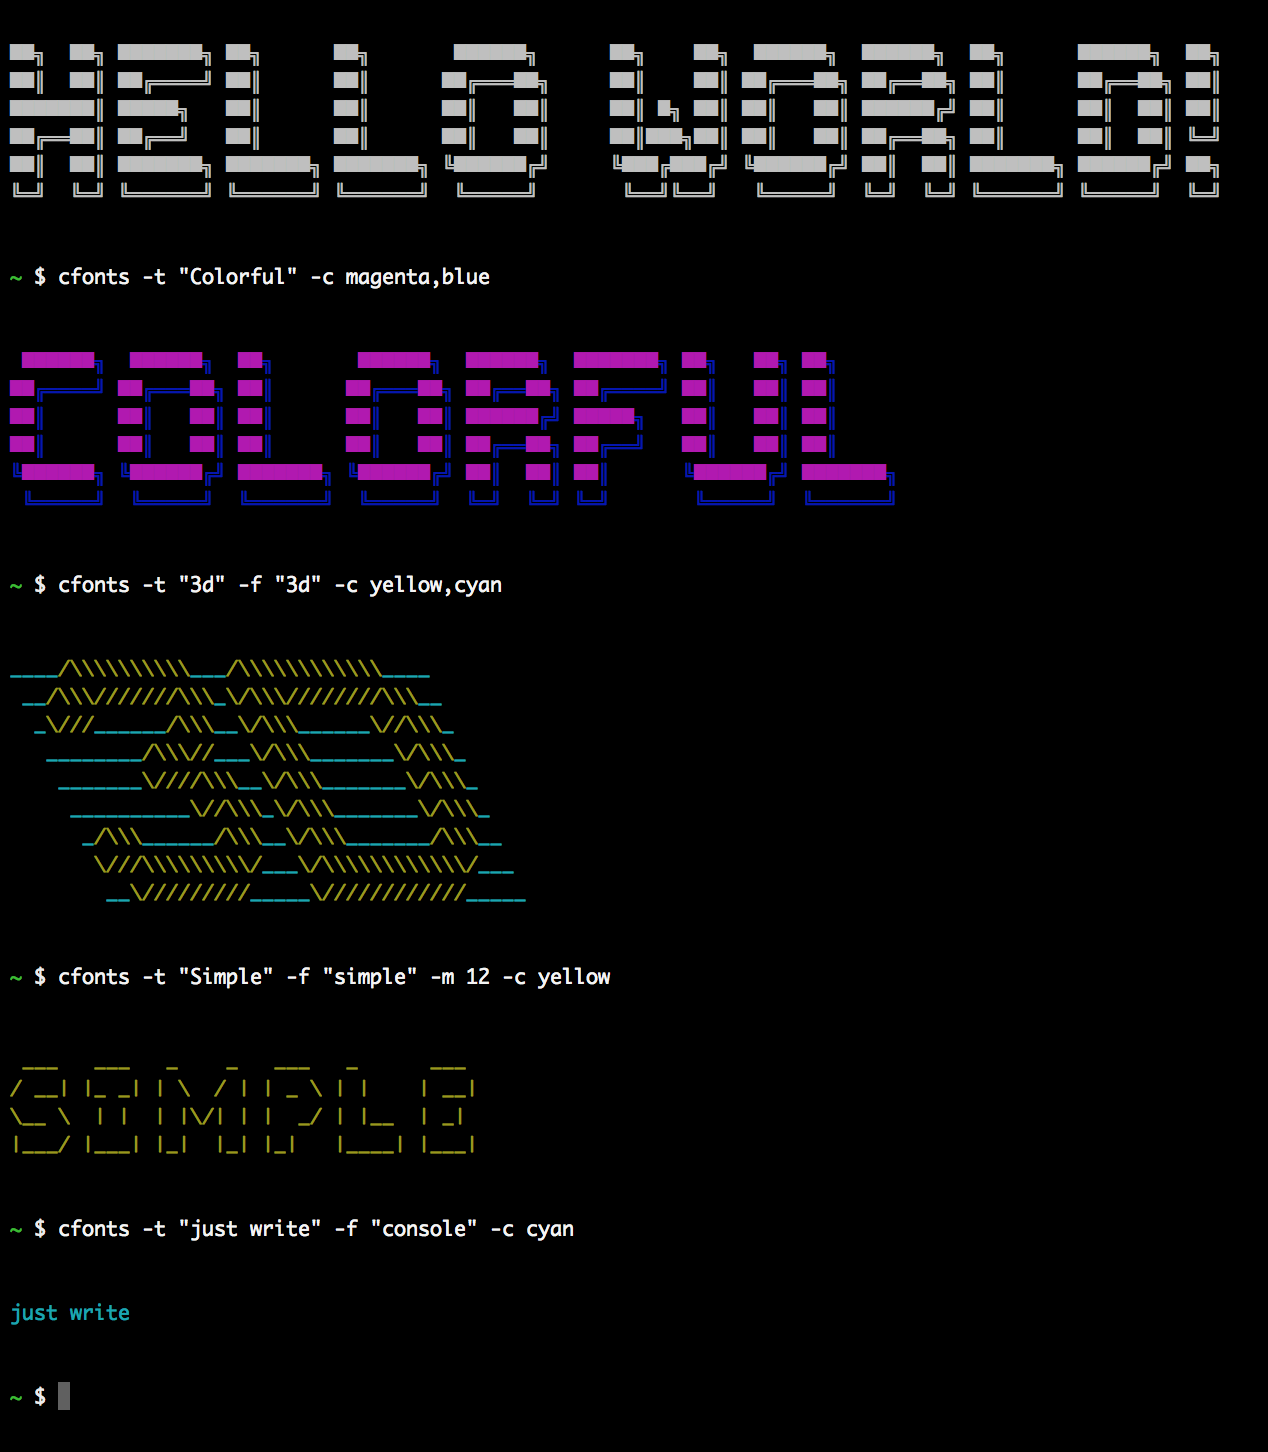 HELLO WORLD!
~ $ cfonts -t "Colorful" -c magenta,blue
COLORFUL
~ $ cfonts -t "3d" -f "3d" -c yellow,cyan
3D
~ $ cfonts -t "Simple" -f "simple" -m 12 -c yellow
SIMPLE
~ $ cfonts -t "just write" -f "console" -c cyan
just write
~ $